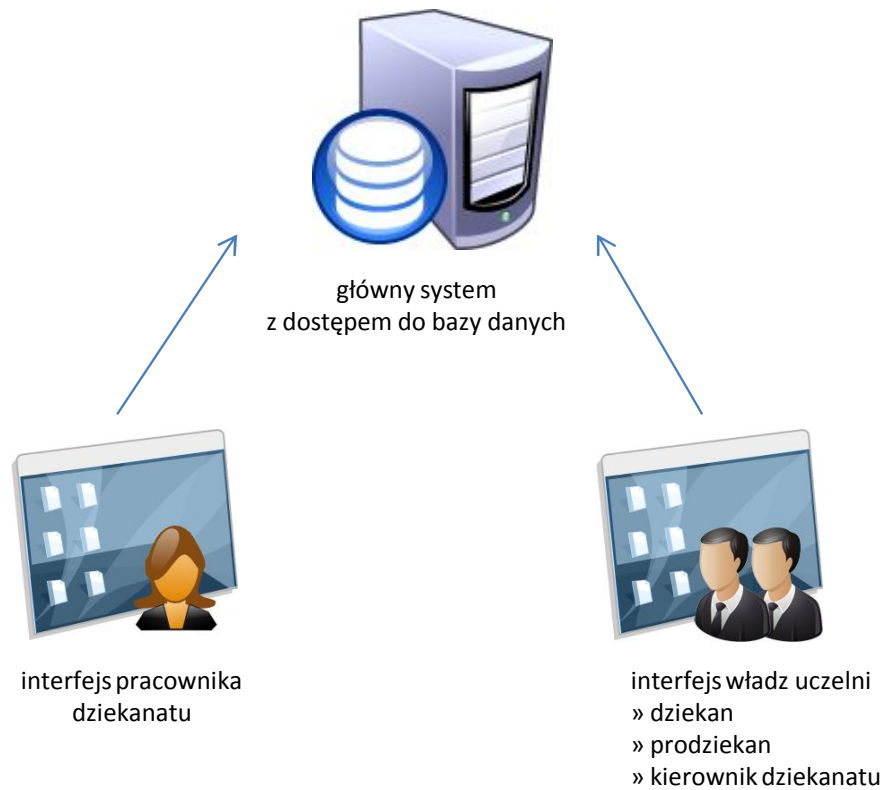 główny system
z dostępem do bazy danych
interfejs pracownika
dziekanatu
interfejs władz uczelni
» dziekan
» prodziekan
» kierownik dziekanatu